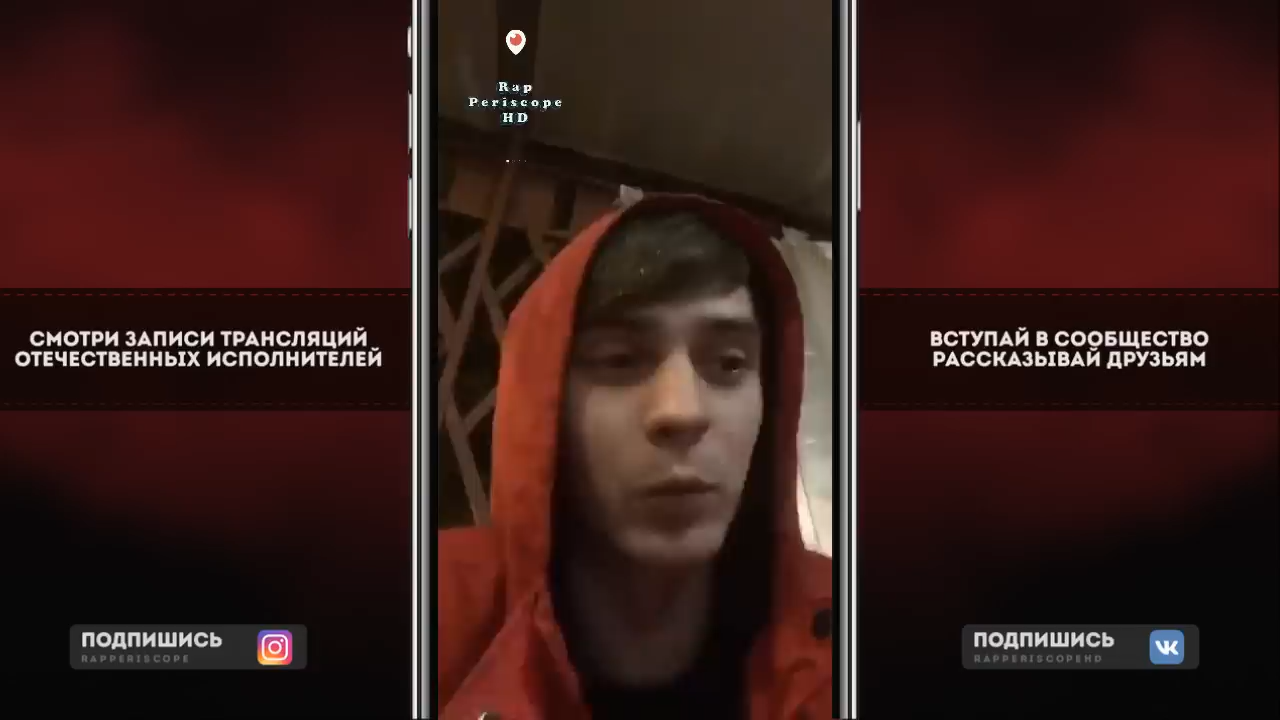 Rap
Periscope
HD
СМОТРИ ЗАПИСИ ТРАНСЛЯЦИЙ
ОТЕЧЕСТВЕННЫХ ИСПОЛНИТЕЛЕЙ
ВСТУПАЙ В СООБЩЕСТВО
РАССКАЗЫВАЙ ДРУЗЬЯМ
ПОДПИШИСЬ
RAPPERISCOPE
ПОДПИШИСЬ
RAPPERISCOPEHD